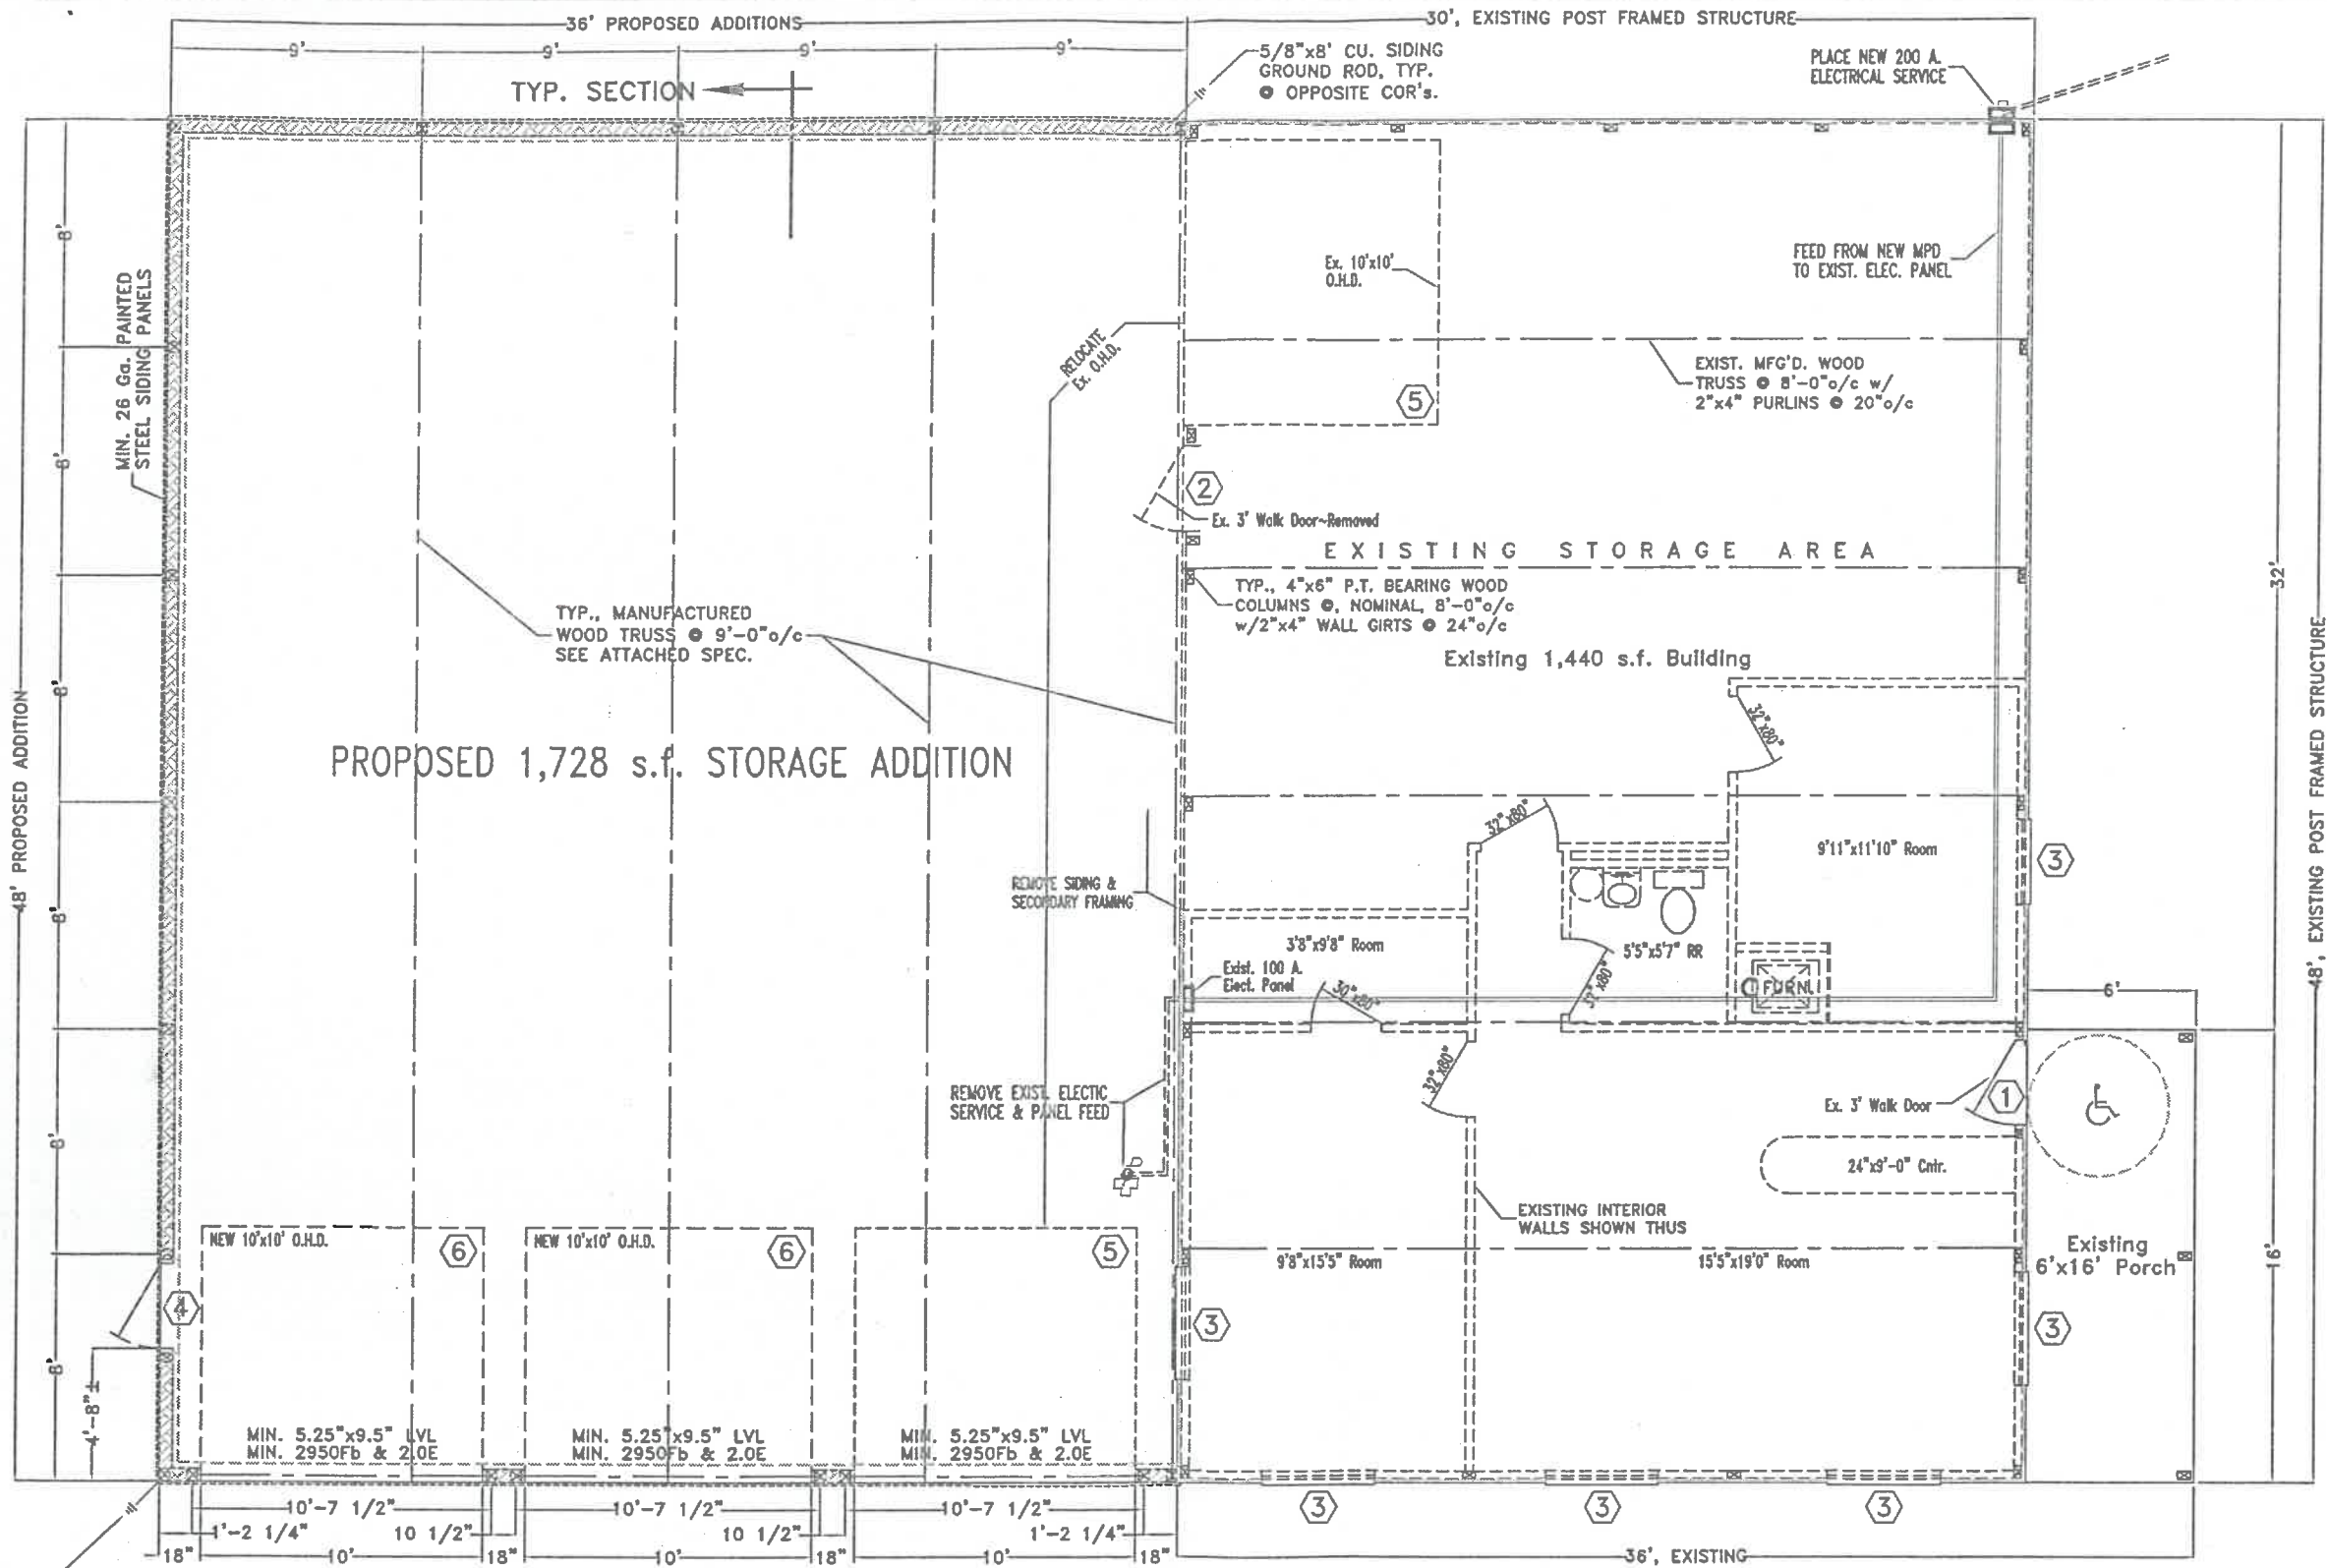 36' PROPOSED ADDITIONS
30', EXISTING POST FRAMED STRUCTURE
9'
9'
9'
9'
5/8"x8' CU. SIDING
GROUND ROD, TYP.
@ OPPOSITE COR's.
PLACE NEW 200 A.
ELECTRICAL SERVICE
TYP. SECTION
8'
8'
8'
8'
8'
8'
4'-8"±
48' PROPOSED ADDITION
MIN. 26 Ga. PAINTED
STEEL SIDING PANELS
Ex. 10'x10'
O.H.D.
FEED FROM NEW MPD
TO EXIST. ELEC. PANEL
RELOCATE
Ex. O.H.D.
EXIST. MFG'D. WOOD
TRUSS @ 8'-0"o/c w/
2"x4" PURLINS @ 20"o/c
5
2
Ex. 3' Walk Door~Removed
EXISTING STORAGE AREA
TYP., 4"x6" P.T. BEARING WOOD
COLUMNS @, NOMINAL, 8'-0"o/c
w/2"x4" WALL GIRTS @ 24"o/c
Existing 1,440 s.f. Building
TYP., MANUFACTURED
WOOD TRUSS @ 9'-0"o/c
SEE ATTACHED SPEC.
PROPOSED 1,728 s.f. STORAGE ADDITION
32"x80"
32"x80"
9'11"x11'10" Room
3
REMOVE SIDING &
SECONDARY FRAMING
3'8"x9'8" Room
5'5"x5'7" RR
Exist. 100 A.
Elect. Panel
30"x80"
32"x80"
FURN.
32'
48', EXISTING POST FRAMED STRUCTURE
6'
REMOVE EXIST. ELECTIC
SERVICE & PANEL FEED
32"x80"
Ex. 3' Walk Door
1
24"x9'-0" Cntr.
EXISTING INTERIOR
WALLS SHOWN THUS
NEW 10'x10' O.H.D.
6
NEW 10'x10' O.H.D.
6
5
9'8"x15'5" Room
15'5"x19'0" Room
Existing
6'x16' Porch
16'
4
3
3
MIN. 5.25"x9.5" LVL
MIN. 2950Fb & 2.0E
MIN. 5.25"x9.5" LVL
MIN. 2950Fb & 2.0E
MIN. 5.25"x9.5" LVL
MIN. 2950Fb & 2.0E
3
3
3
10'-7 1/2"
10'-7 1/2"
10'-7 1/2"
1'-2 1/4"
10 1/2"
10 1/2"
1'-2 1/4"
18"
10'
18"
10'
18"
10'
18"
36', EXISTING